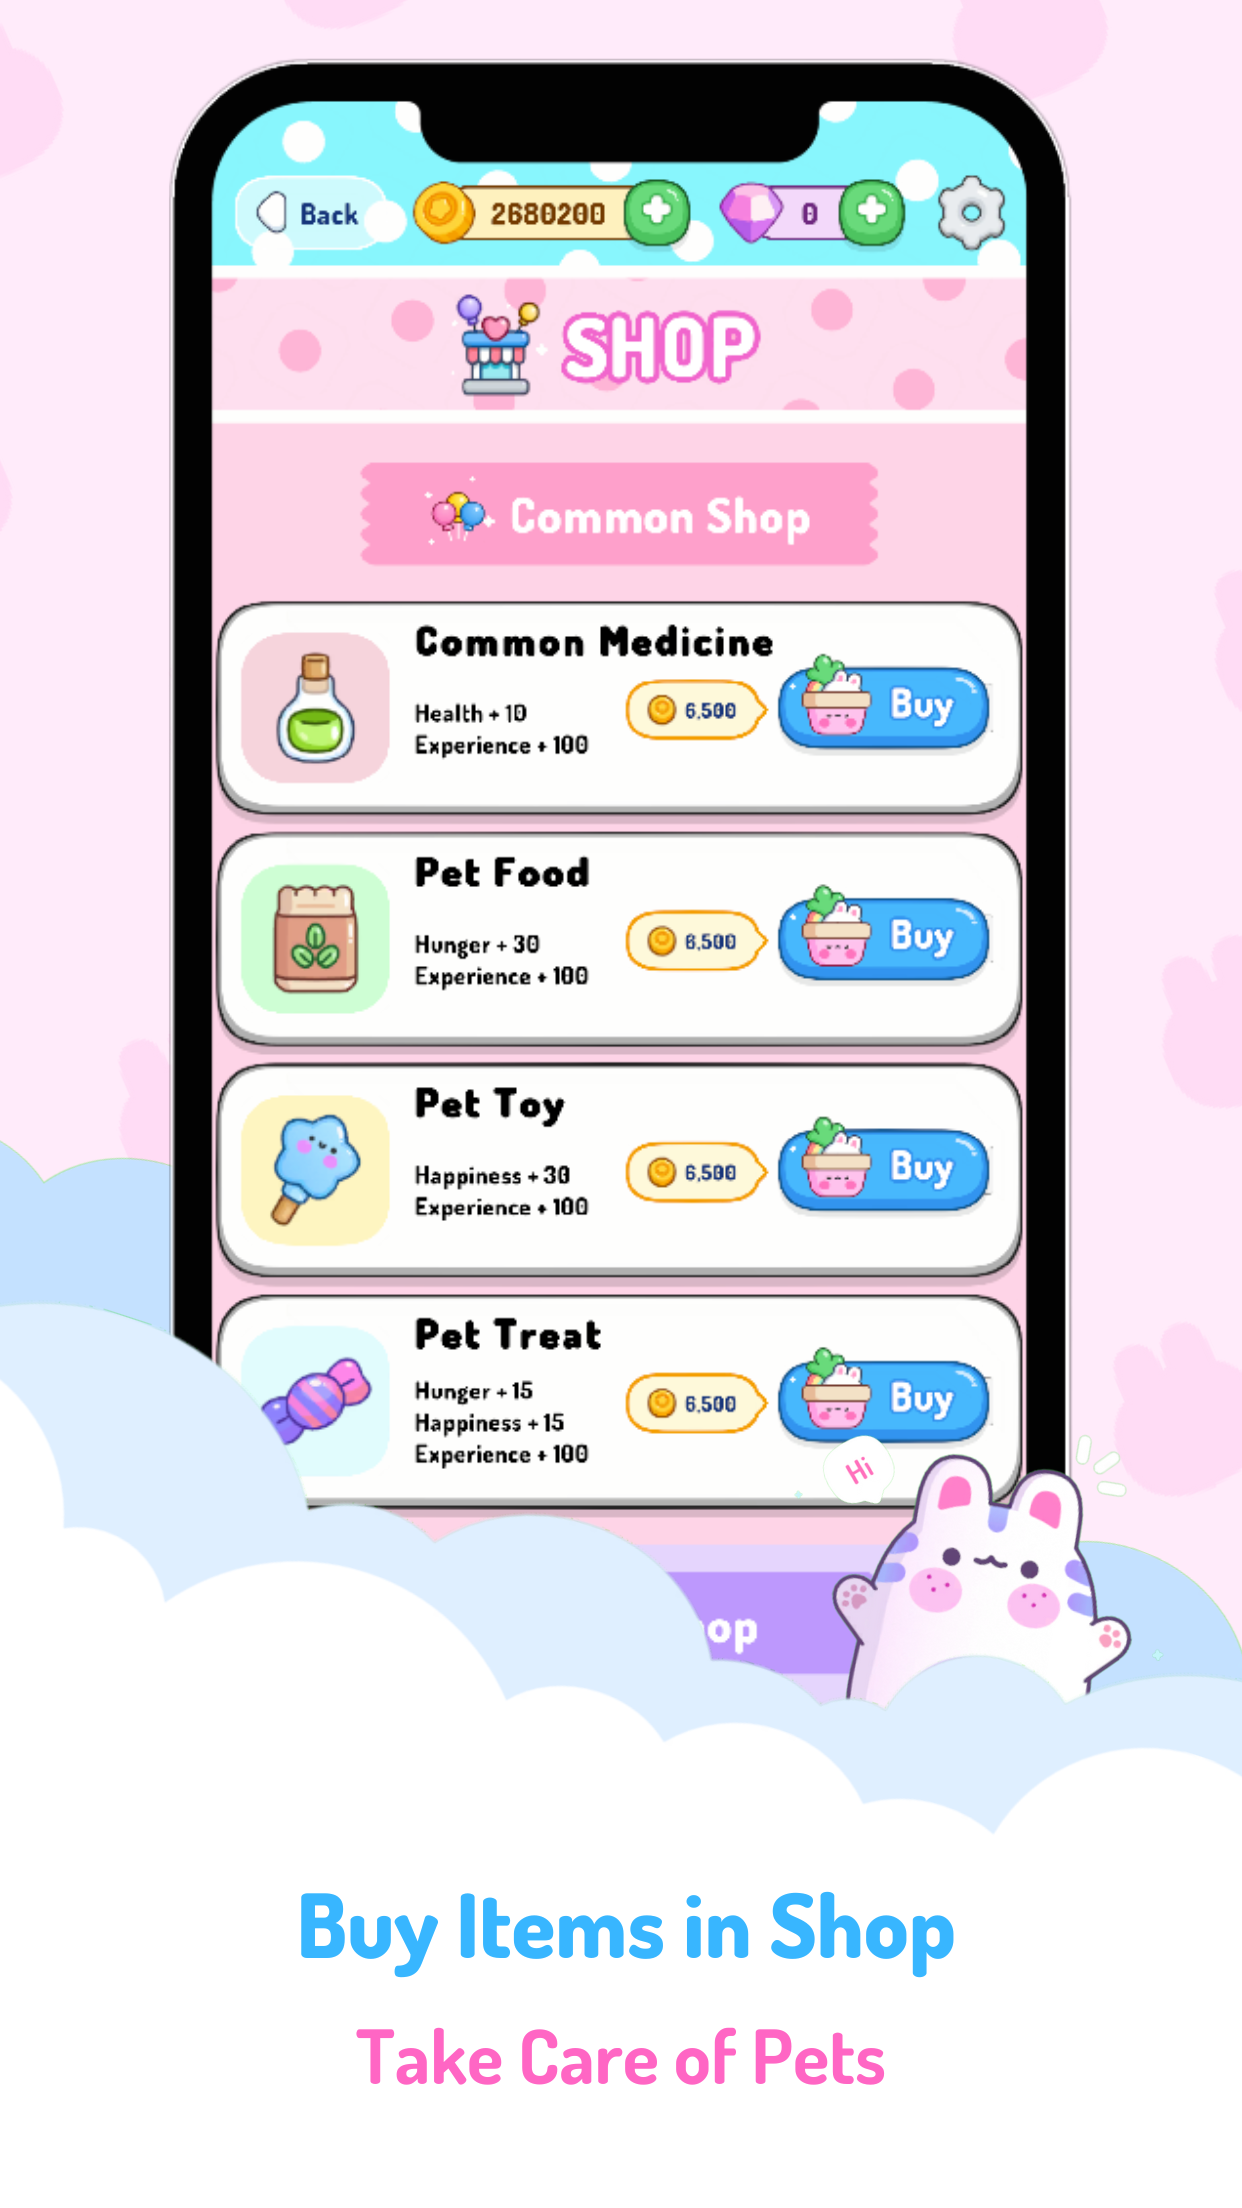 Back
2680200
0
SHOP
Common Shop
Common Medicine
Health + 10
Experience + 100
6,500
Buy
Pet Food
Hunger + 30
Experience + 100
6,500
Buy
Pet Toy
Happiness + 30
Experience + 100
6,500
Buy
Pet Treat
Hunger + 15
Happiness + 15
Experience + 100
6,500
Buy
Hi
op
Buy Items in Shop
Take Care of Pets